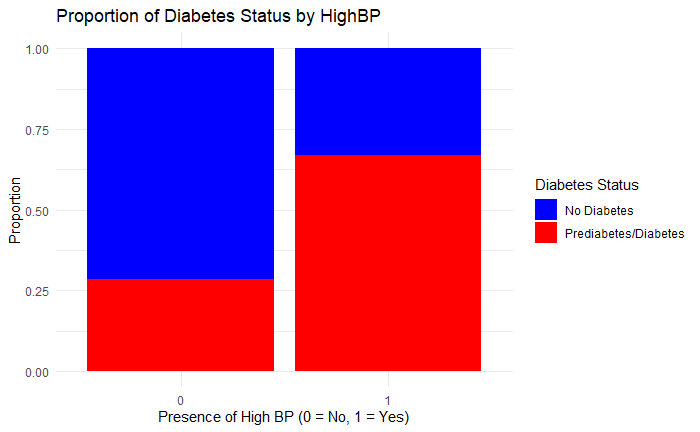 Proportion of Diabetes Status by HighBP
1.00
0.75
0.50
0.25
0.00
Proportion
0
1
Presence of High BP (0 = No, 1 = Yes)
Diabetes Status
No Diabetes
Prediabetes/Diabetes